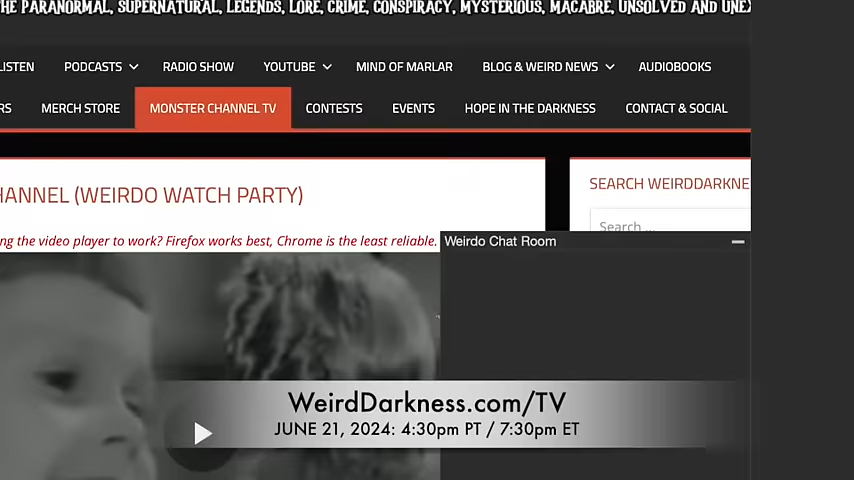 PARANORMAL, SUPERNATURAL, LEGENDS, LORE, CRIME, CONSPIRACY, MYSTERIOUS, MACABRE, UNSOLVED AND
LISTEN PODCASTS RADIO SHOW YOUTUBE MIND OF MARLAR BLOG & WEIRD NEWS AUDIOBOOKS
RS MERCH STORE MONSTER CHANNEL TV CONTESTS EVENTS HOPE IN THE DARKNESS CONTACT & SOCIAL
HANNEL (WEIRDO WATCH PARTY)
SEARCH WEIRDDARKNE
Search ...
ng the video player to work? Firefox works best, Chrome is the least reliable.
Weirdo Chat Room
WeirdDarkness.com/TV
JUNE 21, 2024: 4:30pm PT / 7:30pm ET